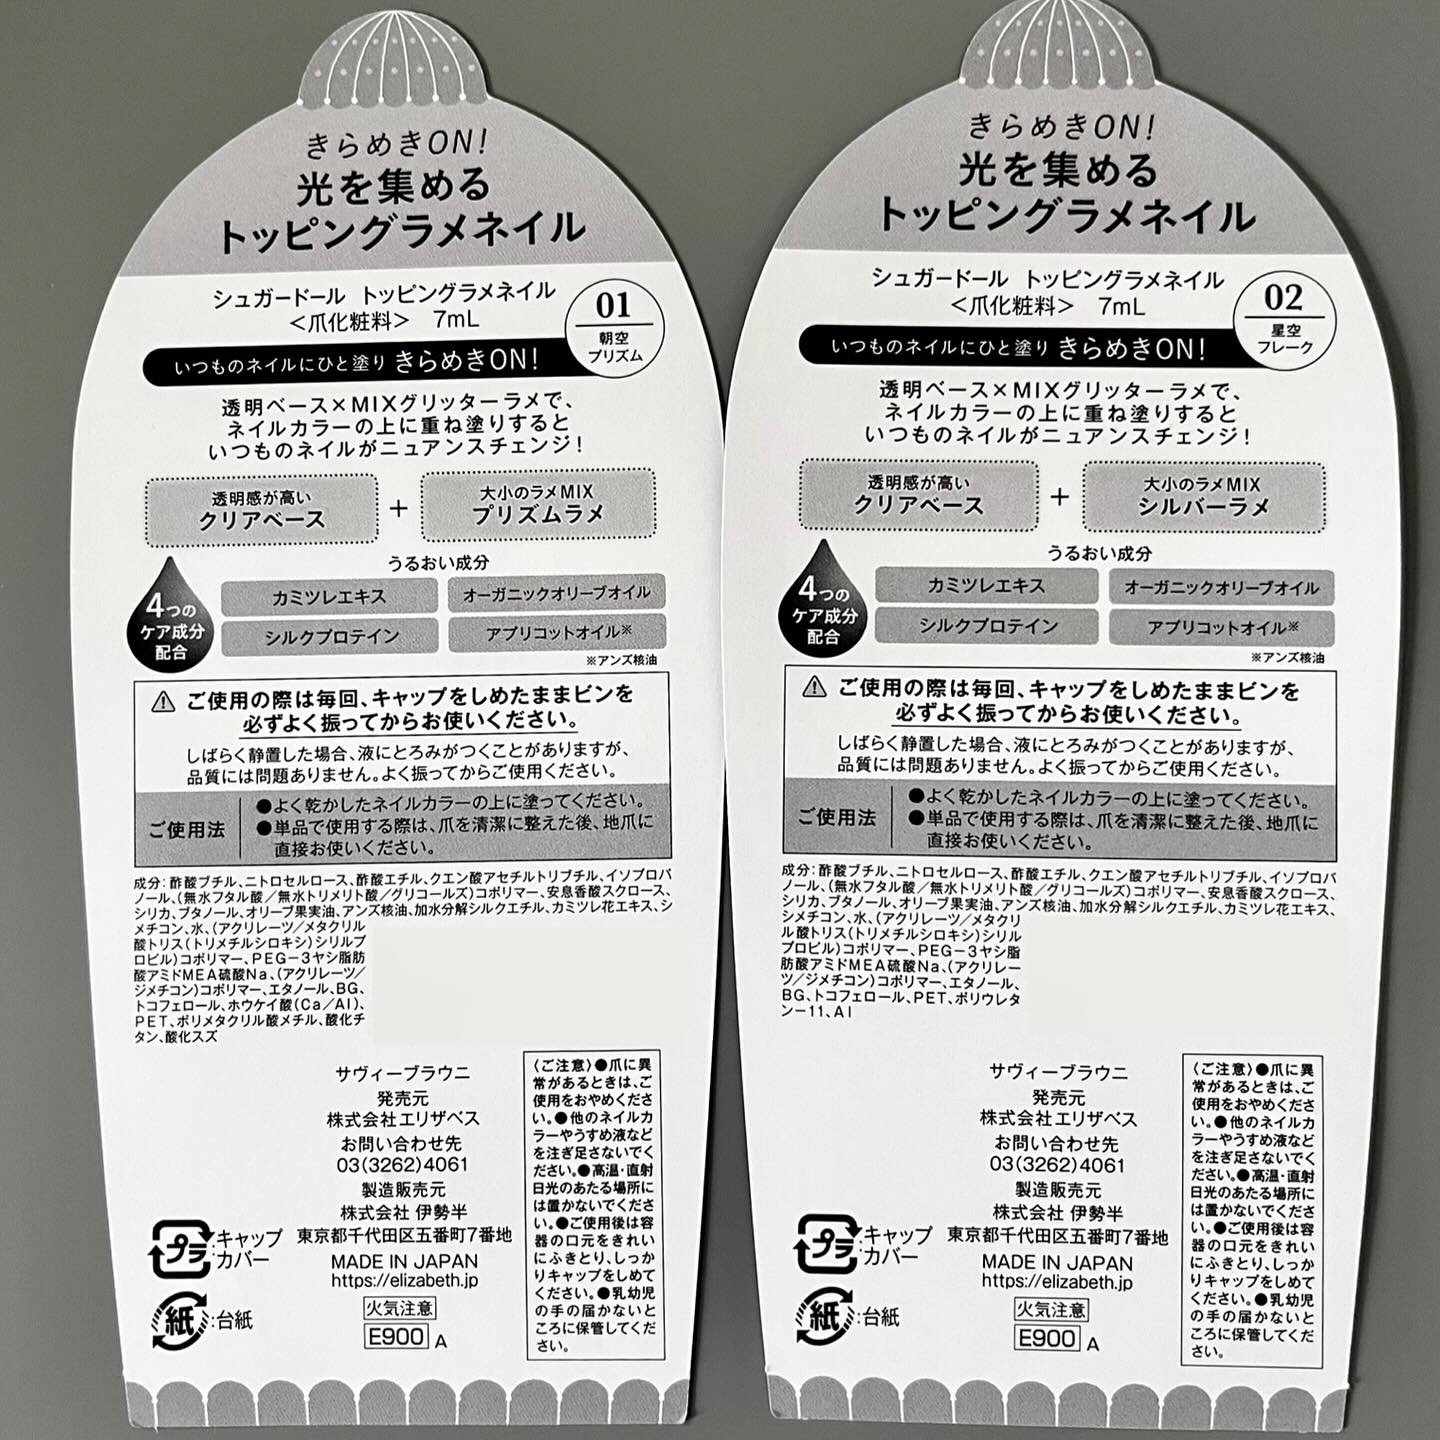 きらめきON!
光を集める
トッピングラメネイル
シュガードール トッピングラメネイル
＜爪化粧料＞ 7mL
01
朝空
プリズム
いつものネイルにひと塗り きらめきON!
透明ベース×MIXグリッターラメで、
ネイルカラーの上に重ね塗りすると
いつものネイルがニュアンスチェンジ!
透明感が高い
クリアベース
+
大小のラメMIX
プリズムラメ
うるおい成分
4つの
ケア成分
配合
カミツレエキス
オーガニックオリーブオイル
シルクプロテイン
アプリコットオイル※
※アンズ核油
ご使用の際は毎回、キャップをしめたままビンを
必ずよく振ってからお使いください。
しばらく静置した場合、液にとろみがつくことがありますが、
品質には問題ありません。よく振ってからご使用ください。
ご使用法
●よく乾かしたネイルカラーの上に塗ってください。
●単品で使用する際は、爪を清潔に整えた後、地爪に
直接お使いください。
成分:酢酸ブチル、ニトロセルロース、酢酸エチル、クエン酸アセチルトリブチル、イソプロパ
ノール、(無水フタル酸/無水トリメリト酸/グリコールズ)コポリマー、安息香酸スクロース、
シリカ、ブタノール、オリーブ果実油、アンズ核油、加水分解シルクエチル、カミツレ花エキス、シ
メチコン、水、(アクリレーツ/メタクリル
酸トリス(トリメチルシロキシ)シリルプ
ロピル)コポリマー、PEG-3ヤシ脂肪
酸アミドMEA硫酸Na、(アクリレーツ/
ジメチコン)コポリマー、エタノール、BG、
トコフェロール、ホウケイ酸(Ca/Al)、
PET、ポリメタクリル酸メチル、酸化チ
タン、酸化スズ
サヴィーブラウニ
発売元
株式会社エリザベス
お問い合わせ先
03(3262)4061
製造販売元
株式会社 伊勢半
東京都千代田区五番町7番地
MADE IN JAPAN
https://elizabeth.jp
火気注意
E900 A
プラ:キャップ
カバー
紙:台紙
〈ご注意〉●爪に異
常があるときは、ご
使用をおやめくださ
い。●他のネイルカ
ラーやうすめ液など
を注ぎ足さないでく
ださい。●高温・直射
日光のあたる場所に
は置かないでくださ
い。●ご使用後は容
器の口元をきれい
にふきとり、しっか
りキャップをしめて
ください。●乳幼児
の手の届かないと
ころに保管してくだ
さい。
きらめきON!
光を集める
トッピングラメネイル
シュガードール トッピングラメネイル
＜爪化粧料＞ 7mL
02
星空
フレーク
いつものネイルにひと塗り きらめきON!
透明ベース×MIXグリッターラメで、
ネイルカラーの上に重ね塗りすると
いつものネイルがニュアンスチェンジ!
透明感が高い
クリアベース
+
大小のラメMIX
シルバーラメ
うるおい成分
4つの
ケア成分
配合
カミツレエキス
オーガニックオリーブオイル
シルクプロテイン
アプリコットオイル※
※アンズ核油
ご使用の際は毎回、キャップをしめたままビンを
必ずよく振ってからお使いください。
しばらく静置した場合、液にとろみがつくことがありますが、
品質には問題ありません。よく振ってからご使用ください。
ご使用法
●よく乾かしたネイルカラーの上に塗ってください。
●単品で使用する際は、爪を清潔に整えた後、地爪に
直接お使いください。
成分:酢酸ブチル、ニトロセルロース、酢酸エチル、クエン酸アセチルトリブチル、イソプロパ
ノール、(無水フタル酸/無水トリメリト酸/グリコールズ)コポリマー、安息香酸スクロース、
シリカ、ブタノール、オリーブ果実油、アンズ核油、加水分解シルクエチル、カミツレ花エキス、
シメチコン、水、(アクリレーツ/メタクリ
ル酸トリス(トリメチルシロキシ)シリル
プロピル)コポリマー、PEG-3ヤシ脂
肪酸アミドMEA硫酸Na、(アクリレー
ツ/ジメチコン)コポリマー、エタノール、
BG、トコフェロール、PET、ポリウレタ
ン-11、Al
サヴィーブラウニ
発売元
株式会社エリザベス
お問い合わせ先
03(3262)4061
製造販売元
株式会社 伊勢半
東京都千代田区五番町7番地
MADE IN JAPAN
https://elizabeth.jp
火気注意
E900 A
プラ:キャップ
カバー
紙:台紙
〈ご注意〉●爪に異
常があるときは、ご
使用をおやめくださ
い。●他のネイルカ
ラーやうすめ液など
を注ぎ足さないでく
ださい。●高温・直射
日光のあたる場所に
は置かないでくださ
い。●ご使用後は容
器の口元をきれい
にふきとり、しっか
りキャップをしめて
ください。●乳幼児
の手の届かないと
ころに保管してくだ
さい。